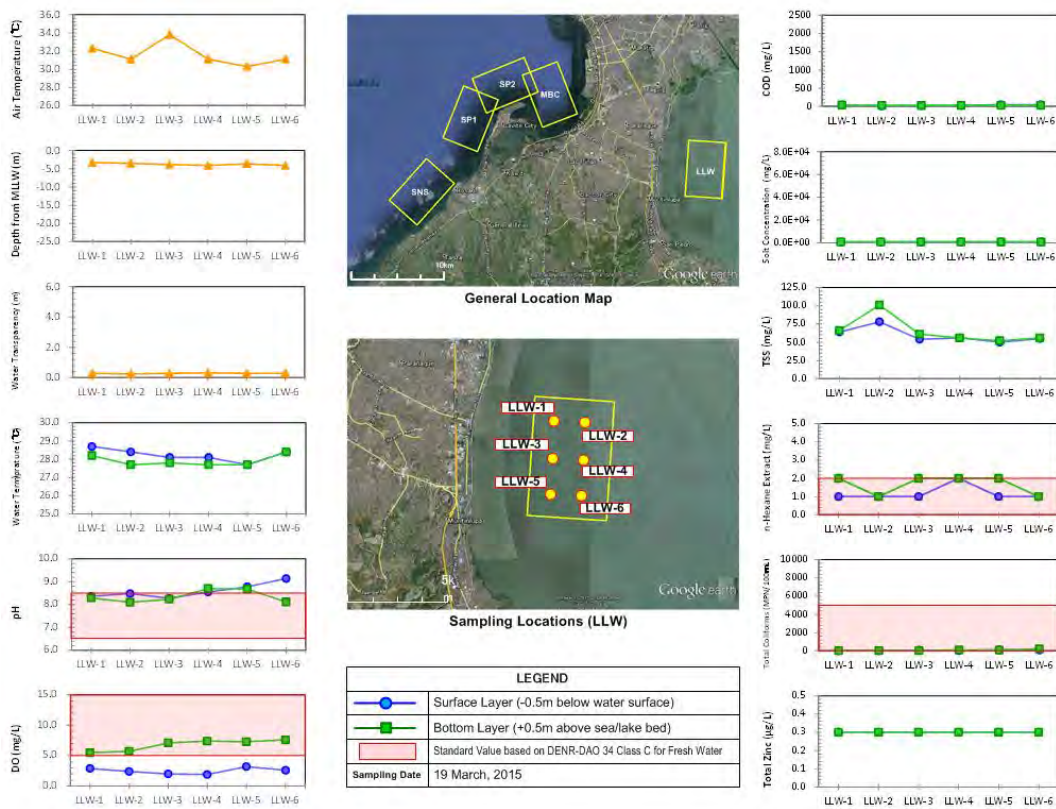 Air Temperature (℃)
36.0
34.0
32.0
30.0
28.0
26.0
LLW-1 LLW-2 LLW-3 LLW-4 LLW-5 LLW-6
Depth from MLLW (m)
0.0
-5.0
-10.0
-15.0
-20.0
-25.0
LLW-1 LLW-2 LLW-3 LLW-4 LLW-5 LLW-6
Water Transparency (m)
6.0
4.0
2.0
0.0
LLW-1 LLW-2 LLW-3 LLW-4 LLW-5 LLW-6
30.0
29.0
28.0
27.0
26.0
25.0
LLW-1 LLW-2 LLW-3 LLW-4 LLW-5 LLW-6
pH
10.0
9.0
8.0
7.0
6.0
LLW-1 LLW-2 LLW-3 LLW-4 LLW-5 LLW-6
DO (mg/L)
15.0
10.0
5.0
0.0
LLW-1 LLW-2 LLW-3 LLW-4 LLW-5 LLW-6
SP2
MBC
SP1
Cavite City
LLW
SNS
10km
Google earth
General Location Map
LLW-1
LLW-2
LLW-3
LLW-4
LLW-5
LLW-6
Muntinlupa
5k
m
Google earth
Sampling Locations (LLW)
LEGEND
Surface Layer (-0.5m below water surface)
Bottom Layer (+0.5m above sea/lake bed)
Standard Value based on DENR-DAO 34 Class C for Fresh Water
Sampling Date 19 March, 2015
COD (mg/L)
2500
2000
1500
1000
500
0
LLW-1 LLW-2 LLW-3 LLW-4 LLW-5 LLW-6
Solt Concentration (mg/L)
8.0E+04
6.0E+04
4.0E+04
2.0E+04
0.0E+00
LLW-1 LLW-2 LLW-3 LLW-4 LLW-5 LLW-6
TSS (mg/L)
125.0
100.0
75.0
50.0
25.0
0.0
LLW-1 LLW-2 LLW-3 LLW-4 LLW-5 LLW-6
n-Hexane Extract (mg/L)
5.0
4.0
3.0
2.0
1.0
0.0
LLW-1 LLW-2 LLW-3 LLW-4 LLW-5 LLW-6
Total Coliforms (MPN/100mL)
10000
8000
6000
4000
2000
0
LLW-1 LLW-2 LLW-3 LLW-4 LLW-5 LLW-6
Total Zinc (µg/L)
0.5
0.4
0.3
0.2
0.1
0.0
LLW-1 LLW-2 LLW-3 LLW-4 LLW-5 LLW-6